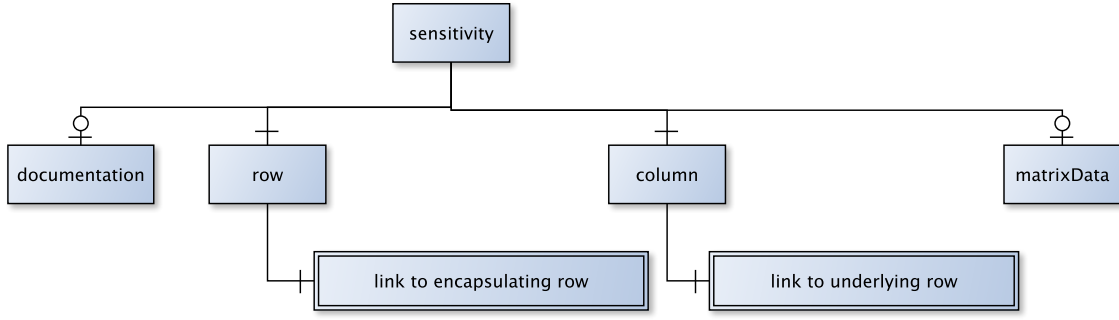 sensitivity
documentation
row
column
matrixData
link to encapsulating row
link to underlying row